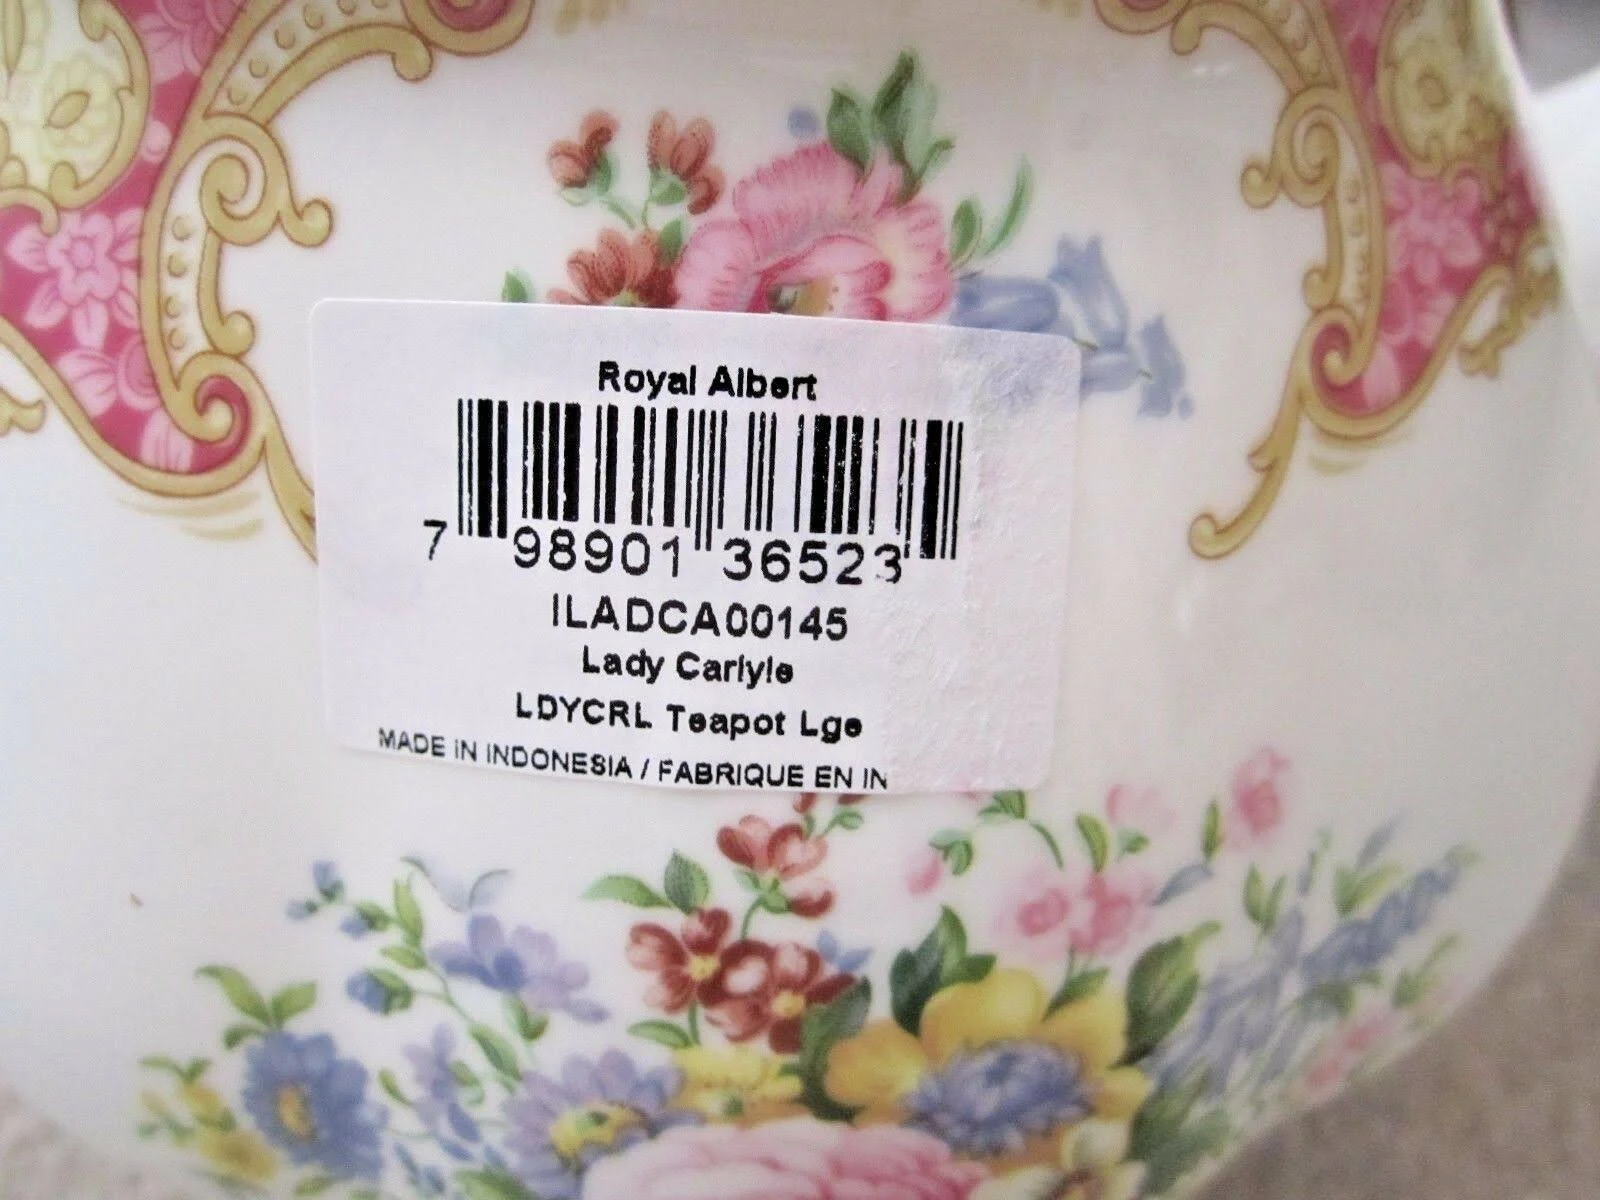 Royal Albert
7 98901 36523
ILADCA00145
Lady Carlyle
LDYCRL Teapot Lge
MADE IN INDONESIA / FABRIQUE EN IN